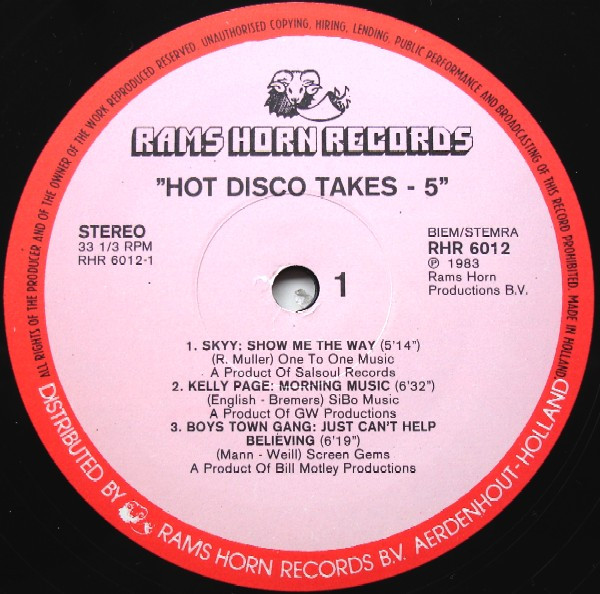 ALL RIGHTS OF THE PRODUCER AND OF THE OWNER OF THE WORK REPRODUCED RESERVED. UNAUTHORISED COPYING, HIRING, LENDING, PUBLIC PERFORMANCE AND BROADCASTING OF THIS RECORD PROHIBITED. MADE IN HOLLAND.
RAMS HORN RECORDS
"HOT DISCO TAKES - 5"
STEREO
33 1/3 RPM
RHR 6012-1
1
BIEM/STEMRA
RHR 6012
℗ 1983
Rams Horn
Productions B.V.
1. SKYY: SHOW ME THE WAY (5'14")
(R. Muller) One To One Music
A Product Of Salsoul Records
2. KELLY PAGE: MORNING MUSIC (6'32")
(English - Bremers) SiBo Music
A Product Of GW Productions
3. BOYS TOWN GANG: JUST CAN'T HELP
BELIEVING (6'19")
(Mann - Weill) Screen Gems
A Product Of Bill Motley Productions
DISTRIBUTED BY RAMS HORN RECORDS B.V. AERDENHOUT-HOLLAND